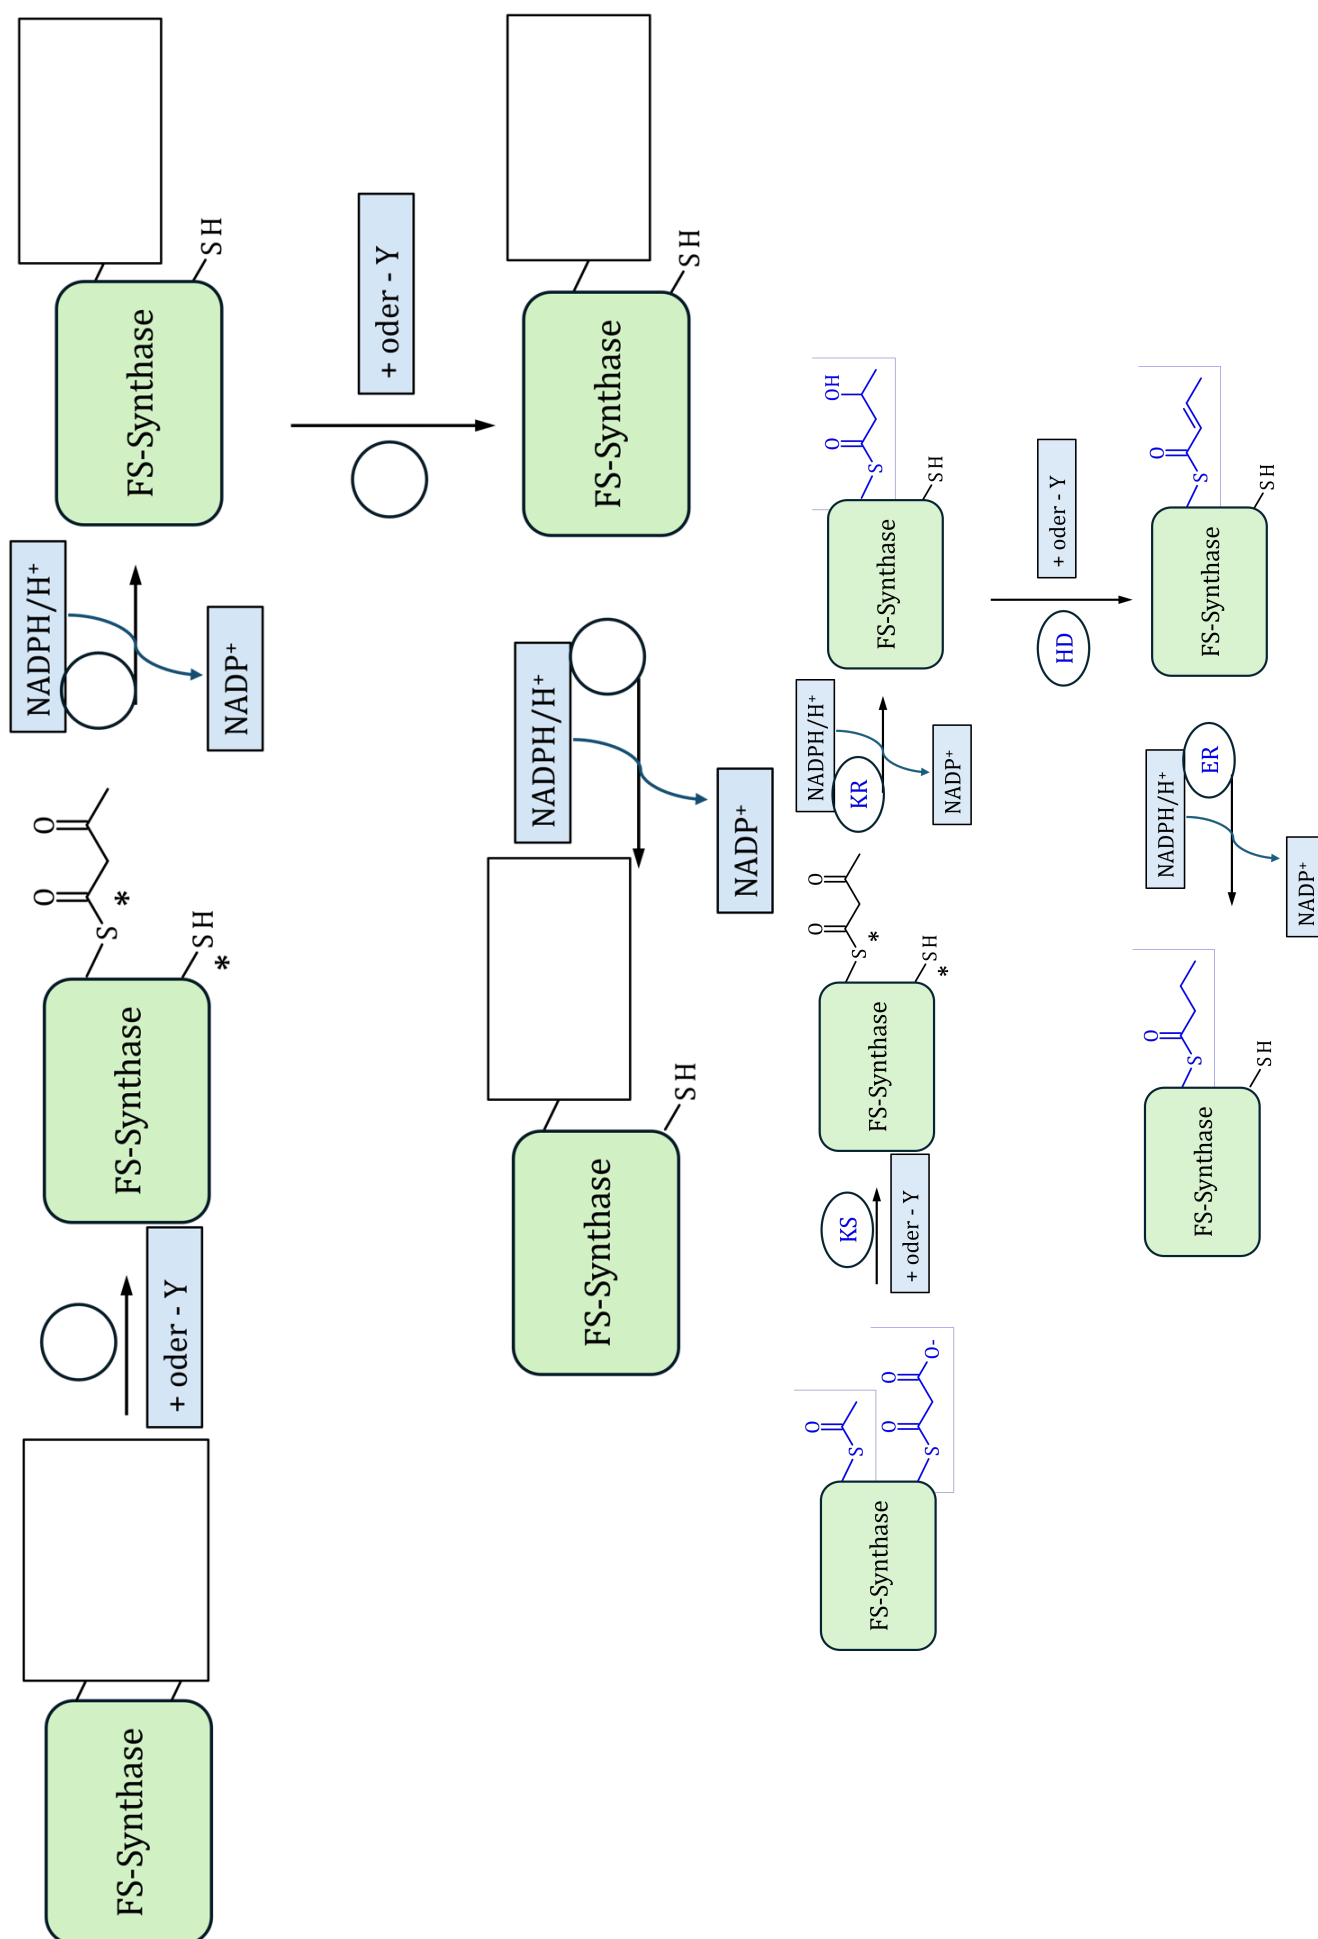 FS-Synthase
+ oder - Y
FS-Synthase
S
O
O
*
SH
*
NADPH/H⁺
NADP⁺
FS-Synthase
SH
+ oder - Y
FS-Synthase
SH
NADPH/H⁺
NADP⁺
FS-Synthase
SH
FS-Synthase
S
O
S
O
O
O-
KS
+ oder - Y
FS-Synthase
S
O
O
*
SH
*
NADPH/H⁺
KR
NADP⁺
FS-Synthase
S
O
OH
SH
HD
+ oder - Y
FS-Synthase
S
O
SH
NADPH/H⁺
ER
NADP⁺
FS-Synthase
S
O
SH